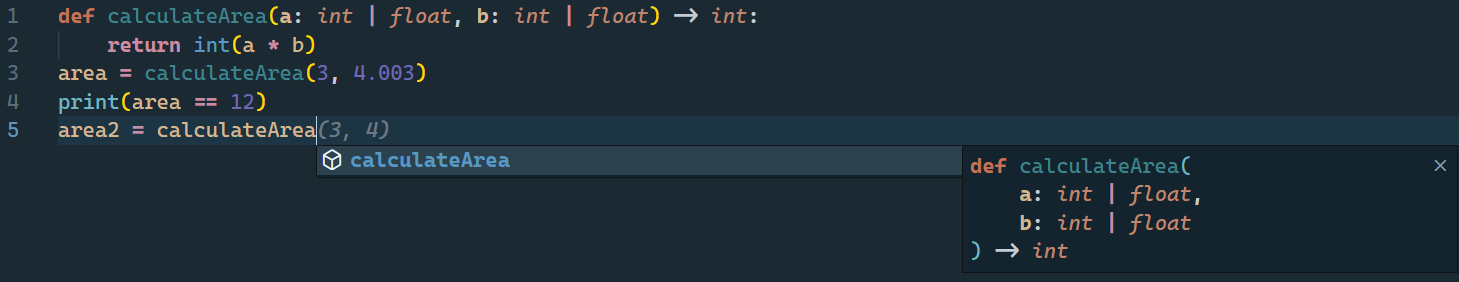 1 def calculateArea(a: int | float, b: int | float) → int:
2     return int(a * b)
3 area = calculateArea(3, 4.003)
4 print(area == 12)
5 area2 = calculateArea(3, 4)
calculateArea
def calculateArea( ×
    a: int | float,
    b: int | float
) → int